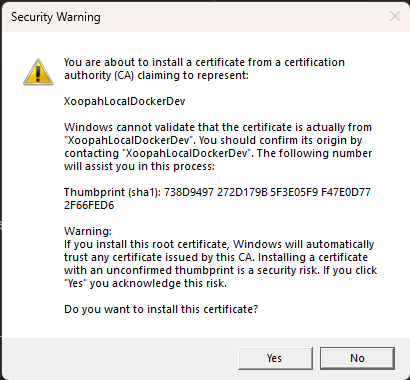 Security Warning
You are about to install a certificate from a certification
authority (CA) claiming to represent:
XoopahLocalDockerDev
Windows cannot validate that the certificate is actually from
"XoopahLocalDockerDev". You should confirm its origin by
contacting "XoopahLocalDockerDev". The following number
will assist you in this process:
Thumbprint (sha1): 738D9497 272D179B 5F3E05F9 F47E0D77
2F66FED6
Warning:
If you install this root certificate, Windows will automatically
trust any certificate issued by this CA. Installing a certificate
with an unconfirmed thumbprint is a security risk. If you click
"Yes" you acknowledge this risk.
Do you want to install this certificate?
Yes
No